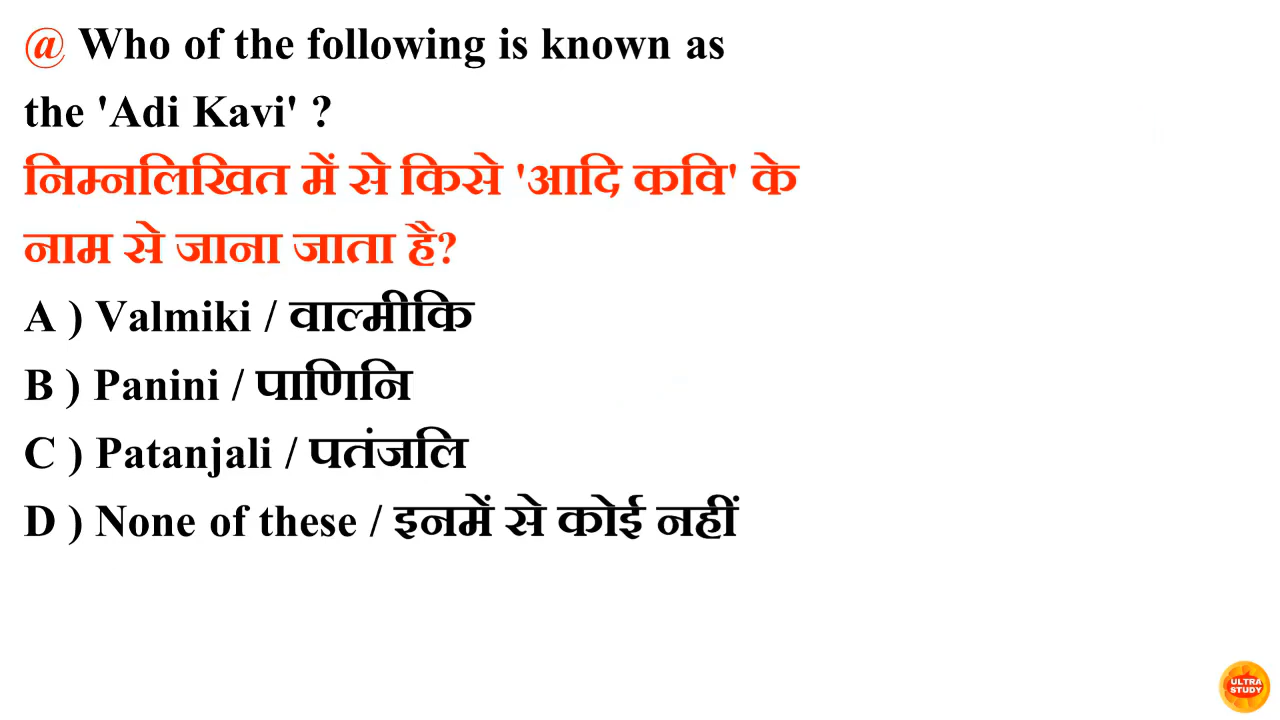 @ Who of the following is known as
the 'Adi Kavi' ?
निम्नलिखित में से किसे 'आदि कवि' के
नाम से जाना जाता है?
A ) Valmiki / वाल्मीकि
B ) Panini / पाणिनि
C ) Patanjali / पतंजलि
D ) None of these / इनमें से कोई नहीं
ULTRA
STUDY